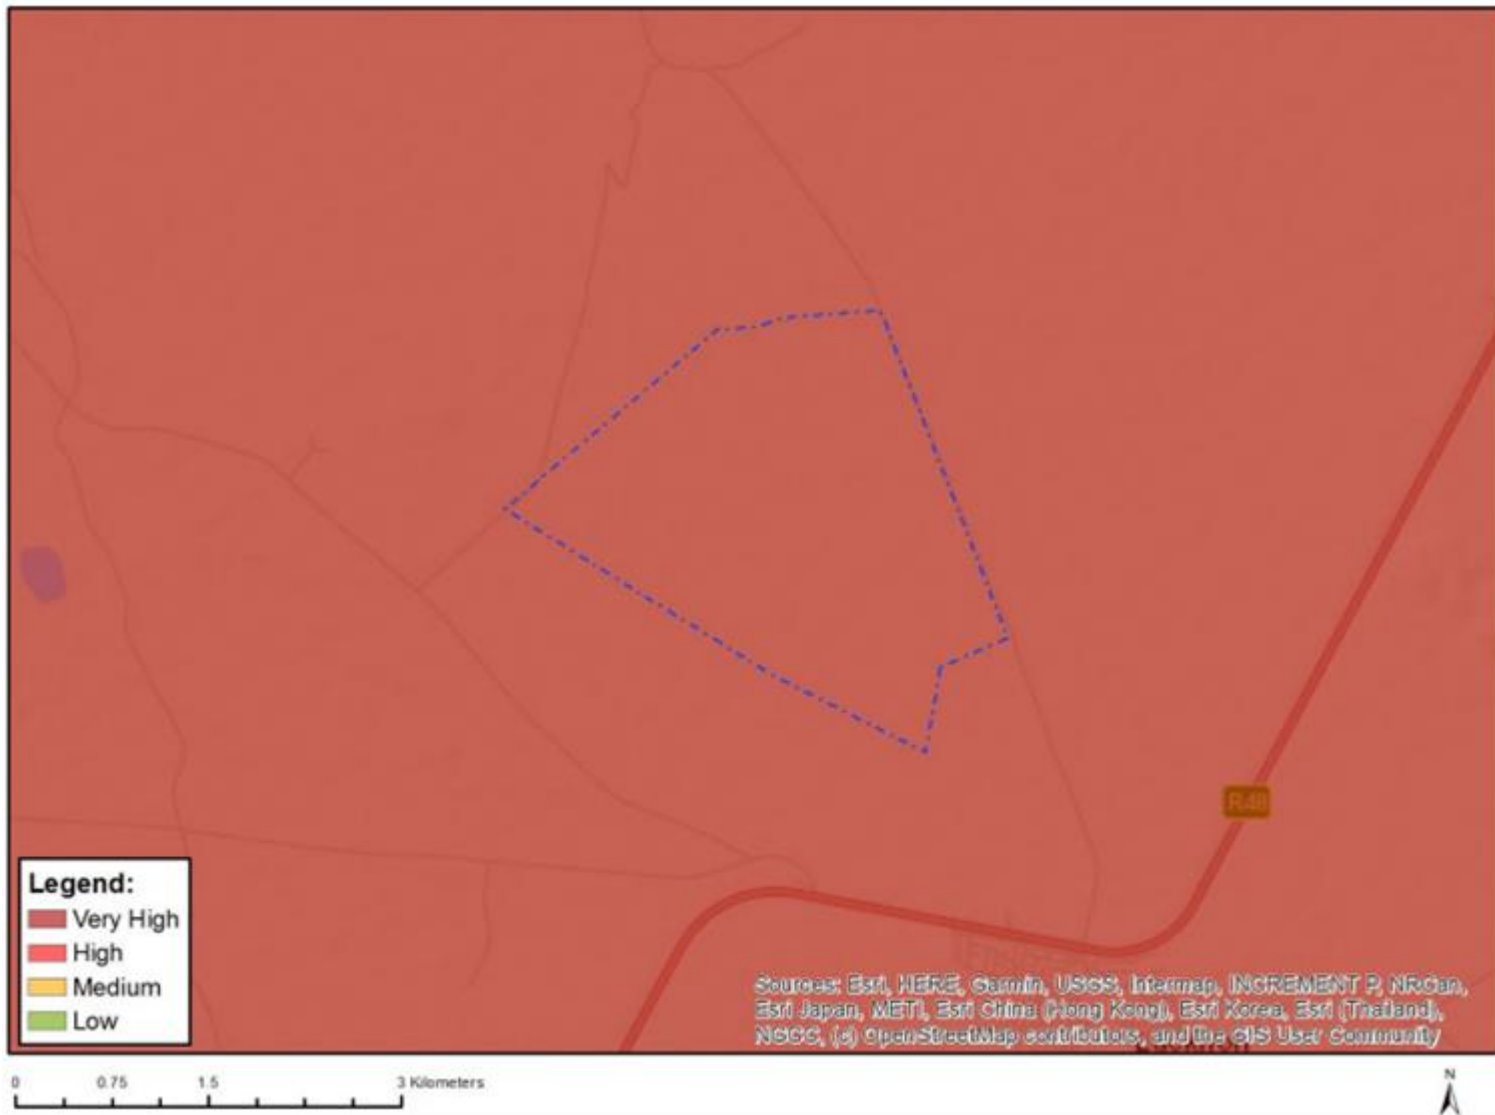 R48
Legend:
Very High
High
Medium
Low
Sources: Esri, HERE, Garmin, USGS, Intermap, INCREMENT P, NRCan,
Esri Japan, METI, Esri China (Hong Kong), Esri Korea, Esri (Thailand),
NGCC, (c) OpenStreetMap contributors, and the GIS User Community
0 0.75 1.5 3 Kilometers
N